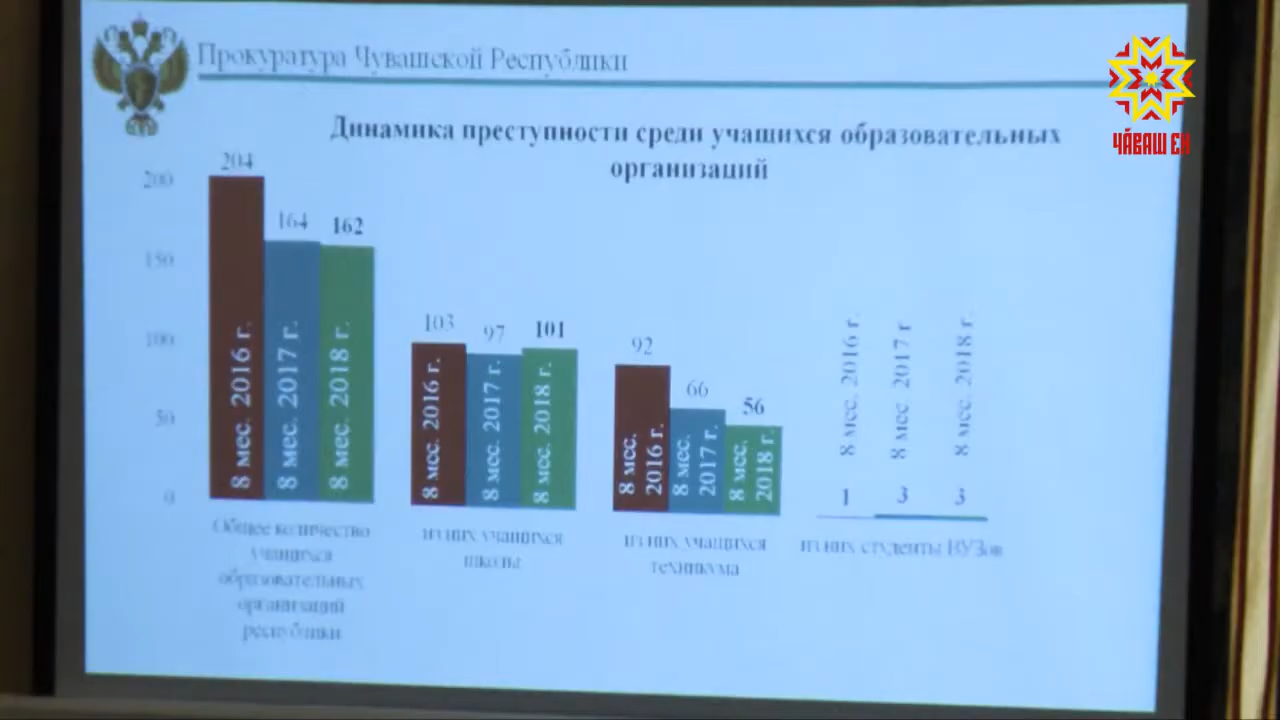 Прокуратура Чувашской Республики
ЧӐВАШ ЕН
Динамика преступности среди учащихся образовательных
организаций
200
150
100
50
0
204
164
162
8 мес. 2016 г.
8 мес. 2017 г.
8 мес. 2018 г.
Общее количество
учащихся
образовательных
организаций
республики
103
97
101
8 мес. 2016 г.
8 мес. 2017 г.
8 мес. 2018 г.
из них учащихся
школы
92
66
56
8 мес.
2016 г.
8 мес.
2017 г.
8 мес.
2018 г.
из них учащихся
техникума
8 мес. 2016 г.
8 мес 2017 г
8 мес. 2018 г.
1
3
3
из них студенты ВУЗов